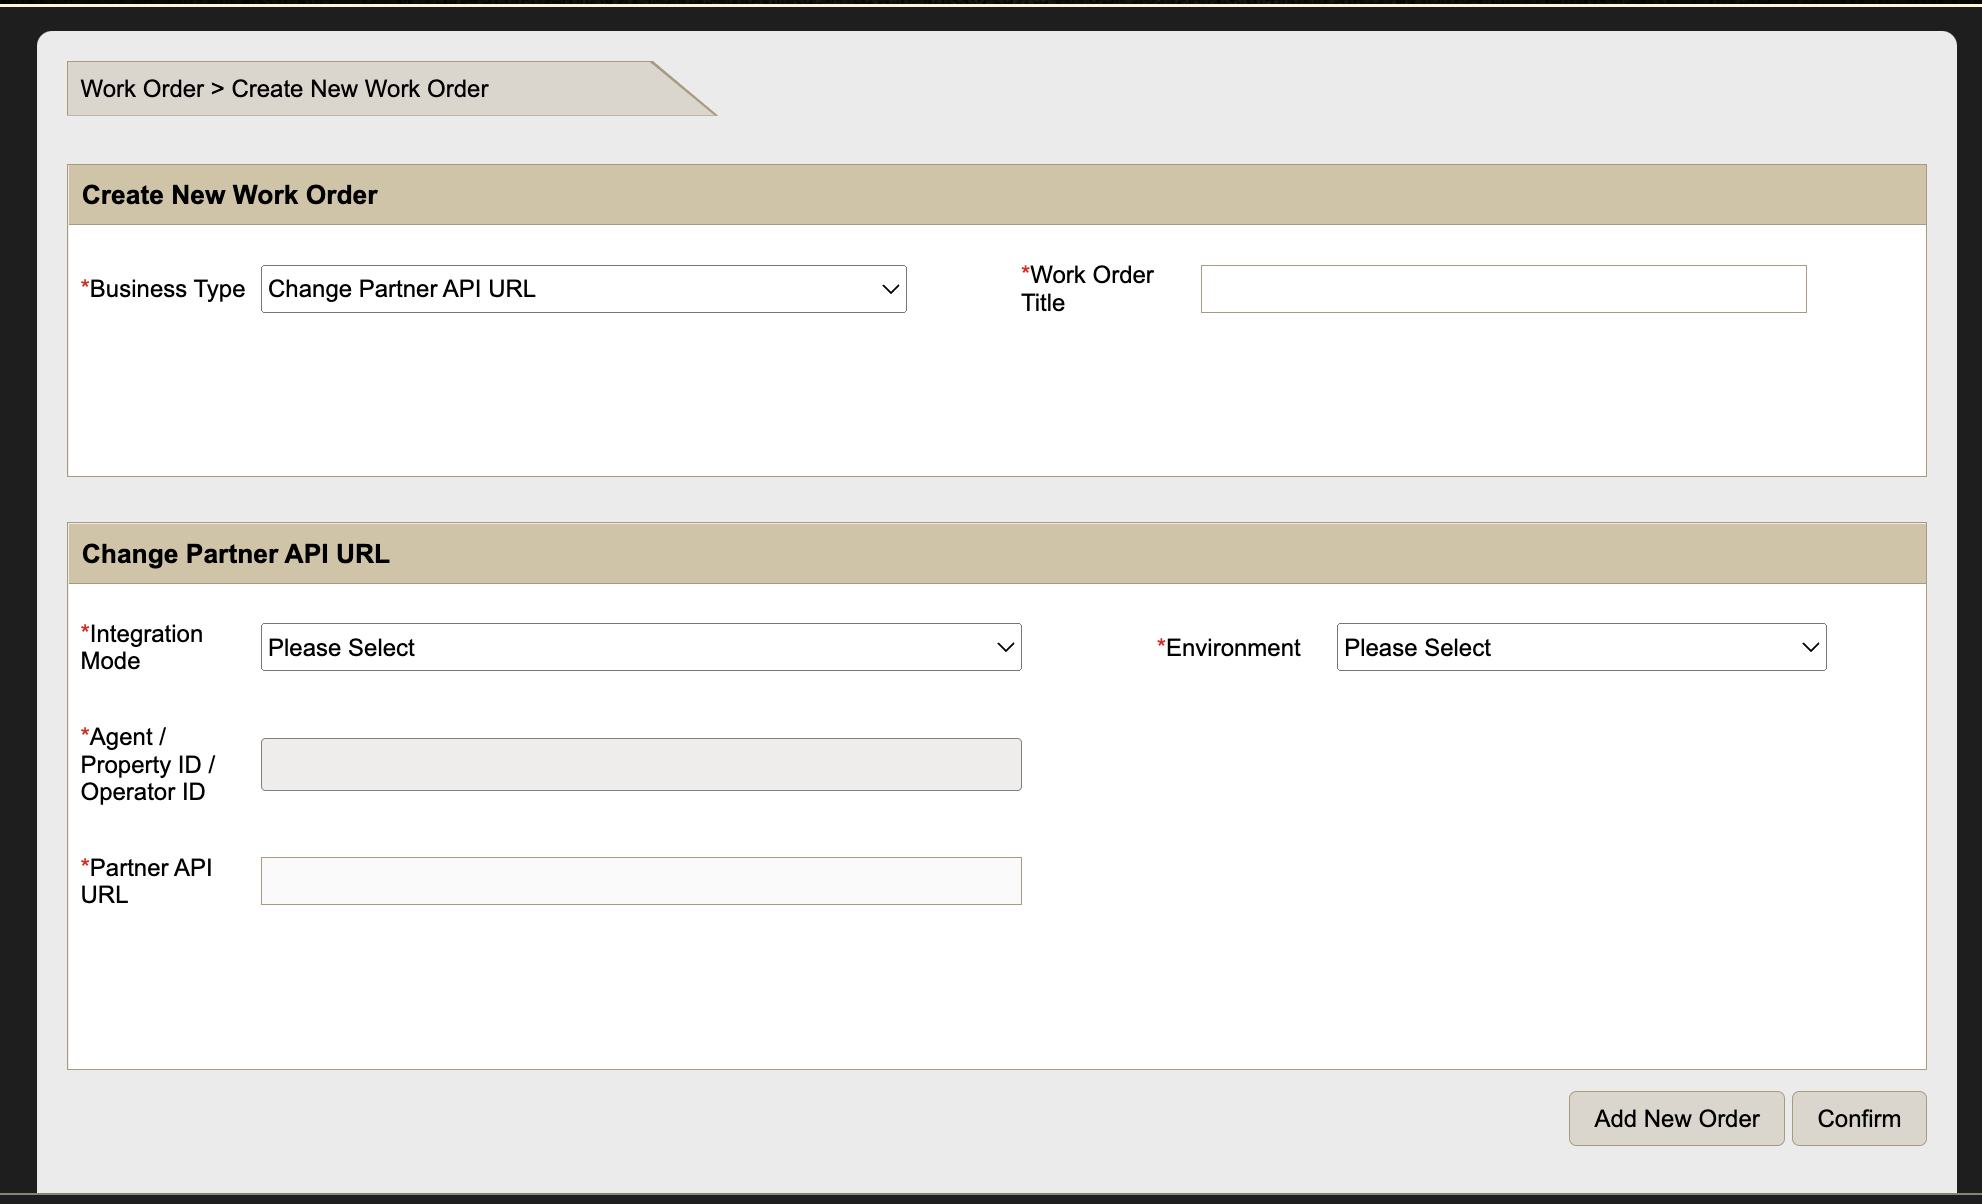 Work Order > Create New Work Order
Create New Work Order
*Business Type
Change Partner API URL
*Work Order
Title
Change Partner API URL
*Integration
Mode
Please Select
*Environment
Please Select
*Agent /
Property ID /
Operator ID
*Partner API
URL
Add New Order
Confirm